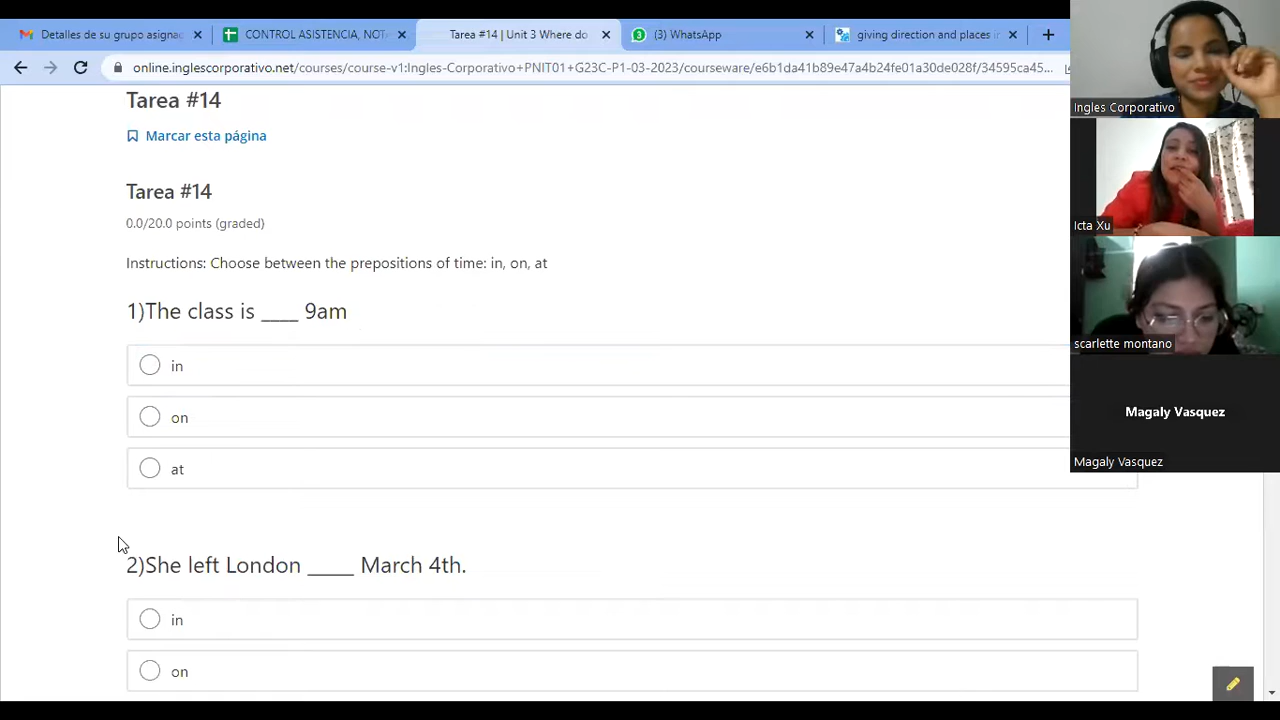 Detalles de su grupo asigna
CONTROL ASISTENCIA, NOT
Tarea #14 | Unit 3 Where do
(3) WhatsApp
giving direction and places i
online.inglescorporativo.net/courses/course-v1:Ingles-Corporativo+PNIT01+G23C-P1-03-2023/courseware/e6b1da41b89e47a4b24fe01a30de028f/34595ca45...
Tarea #14
Marcar esta página
Tarea #14
0.0/20.0 points (graded)
Instructions: Choose between the prepositions of time: in, on, at
1)The class is ____ 9am
in
on
at
2)She left London _____ March 4th.
in
on
Ingles Corporativo
Icta Xu
scarlette montano
Magaly Vasquez
Magaly Vasquez